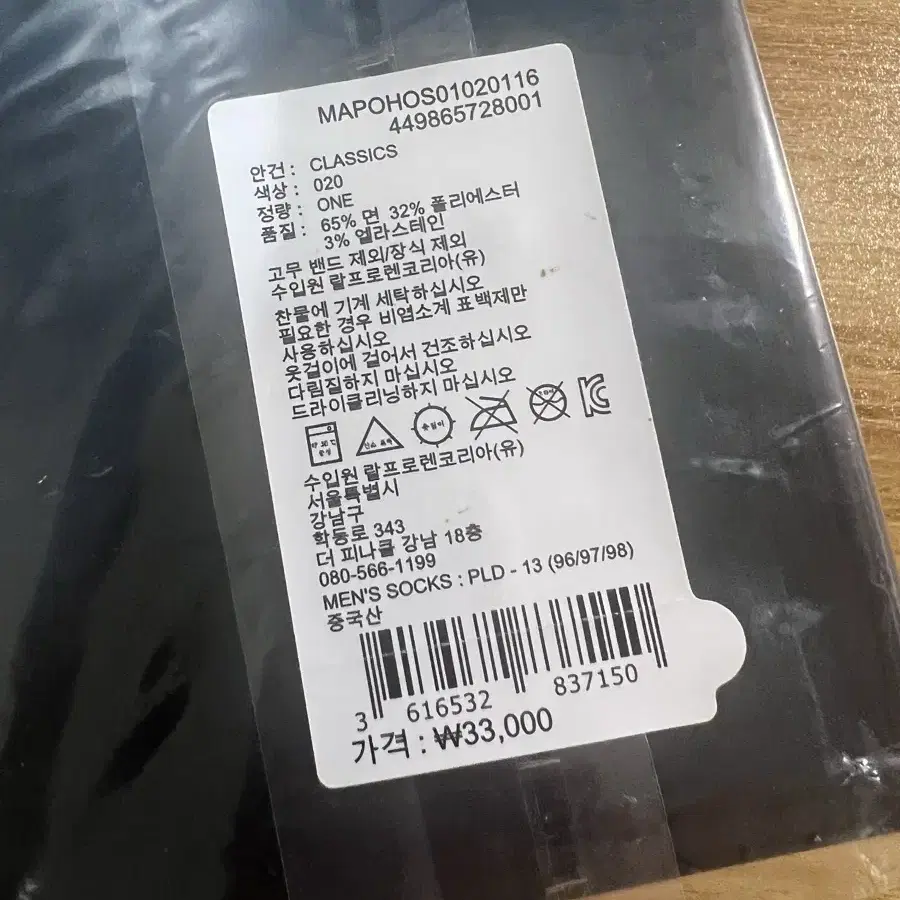 MAPOHOS01020116
449865728001
안건 : CLASSICS
색상 : 020
정량 : ONE
품질 : 65% 면 32% 폴리에스터
3% 엘라스테인
고무 밴드 제외/장식 제외
수입원 랄프로렌코리아(유)
찬물에 기계 세탁하십시오
필요한 경우 비염소계 표백제만
사용하십시오
옷걸이에 걸어서 건조하십시오
다림질하지 마십시오
드라이클리닝하지 마십시오
수입원 랄프로렌코리아(유)
서울특별시
강남구
학동로 343
더 피나클 강남 18층
080-566-1199
MEN'S SOCKS : PLD - 13 (96/97/98)
중국산
3 616532 837150
가격 : ₩33,000